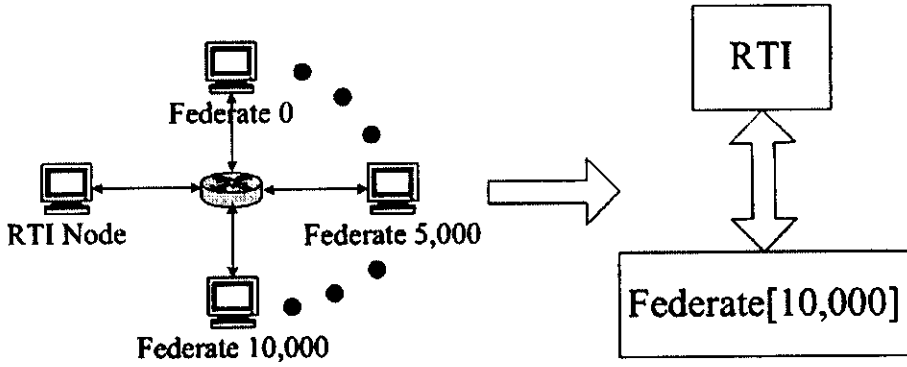 Federate 0
RTI Node
Federate 5,000
Federate 10,000
RTI
Federate[10,000]